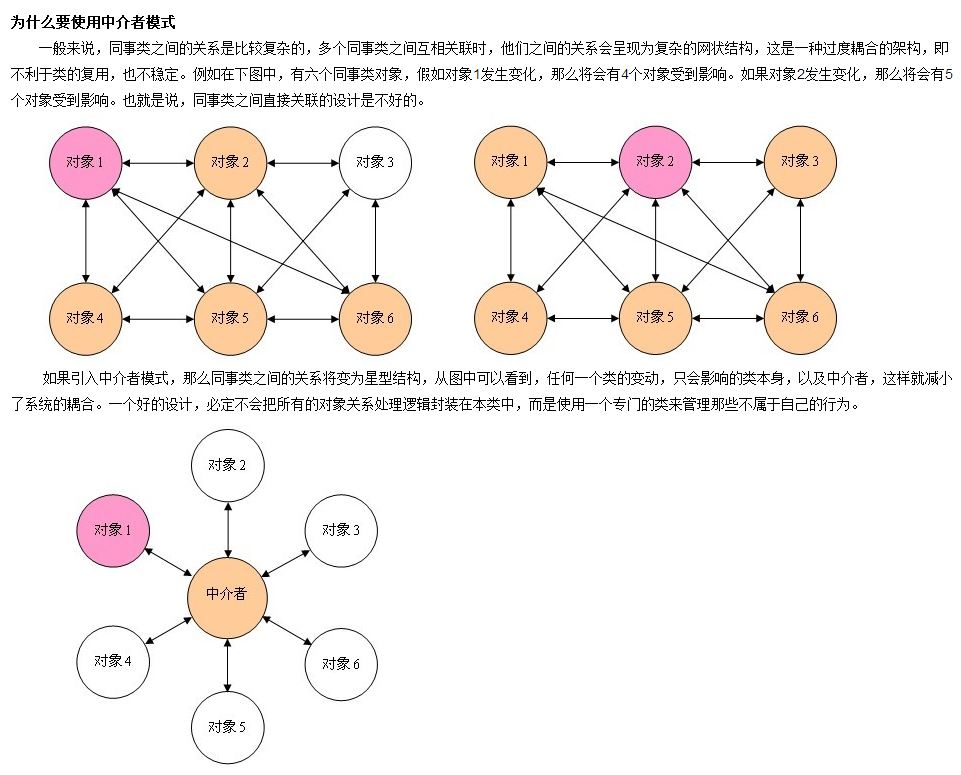 为什么要使用中介者模式
一般来说，同事类之间的关系是比较复杂的，多个同事类之间互相关联时，他们之间的关系会呈现为复杂的网状结构，这是一种过度耦合的架构，即
不利于类的复用，也不稳定。例如在下图中，有六个同事类对象，假如对象1发生变化，那么将会有4个对象受到影响。如果对象2发生变化，那么将会有5
个对象受到影响。也就是说，同事类之间直接关联的设计是不好的。
对象 1
对象 2
对象 3
对象 4
对象 5
对象 6
对象 1
对象 2
对象 3
对象 4
对象 5
对象 6
如果引入中介者模式，那么同事类之间的关系将变为星型结构，从图中可以看到，任何一个类的变动，只会影响的类本身，以及中介者，这样就减小
了系统的耦合。一个好的设计，必定不会把所有的对象关系处理逻辑封装在本类中，而是使用一个专门的类来管理那些不属于自己的行为。
对象 2
对象 1
对象 3
中介者
对象 4
对象 6
对象 5